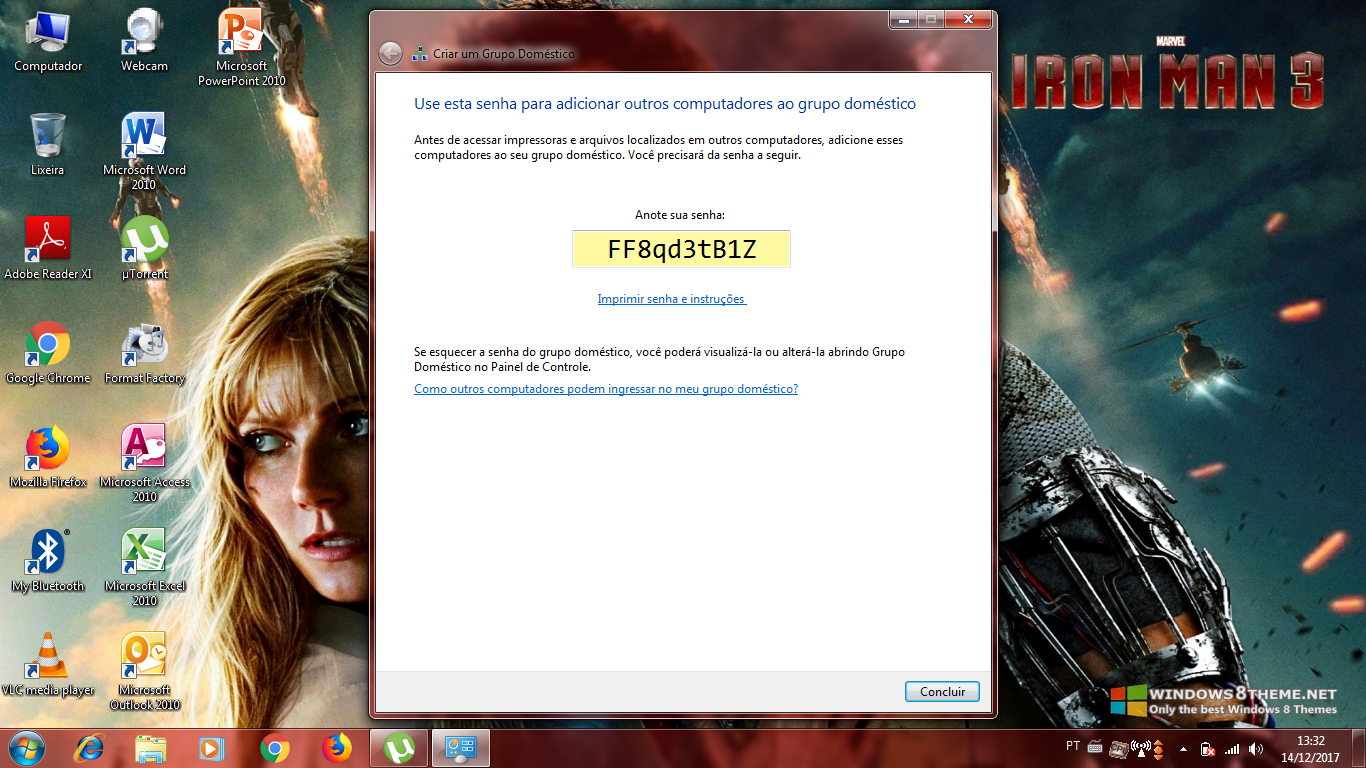 Computador
Webcam
Microsoft
PowerPoint 2010
Lixeira
Microsoft Word
2010
Adobe Reader XI
µTorrent
Google Chrome
Format Factory
Mozilla Firefox
Microsoft Access
2010
My Bluetooth
Microsoft Excel
2010
VLC media player
Microsoft
Outlook 2010
Criar um Grupo Doméstico
Use esta senha para adicionar outros computadores ao grupo doméstico
Antes de acessar impressoras e arquivos localizados em outros computadores, adicione esses
computadores ao seu grupo doméstico. Você precisará da senha a seguir.
Anote sua senha:
FF8qd3tB1Z
Imprimir senha e instruções
Se esquecer a senha do grupo doméstico, você poderá visualizá-la ou alterá-la abrindo Grupo
Doméstico no Painel de Controle.
Como outros computadores podem ingressar no meu grupo doméstico?
Concluir
MARVEL
IRON MAN 3
WINDOWS8THEME.NET
Only the best Windows 8 Themes
PT
13:32
14/12/2017